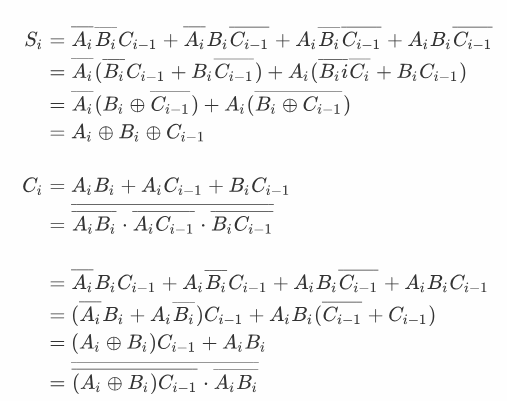 $S_i = \overline{A_i}\,\overline{B_i}C_{i-1} + \overline{A_i}B_i\overline{C_{i-1}} + A_i\overline{B_i}\,\overline{C_{i-1}} + A_iB_i\overline{C_{i-1}}$
$= \overline{A_i}(\overline{B_i}C_{i-1} + B_i\overline{C_{i-1}}) + A_i(\overline{B_i i}\overline{C_i} + B_iC_{i-1})$
$= \overline{A_i}(B_i \oplus \overline{C_{i-1}}) + A_i(\overline{B_i \oplus C_{i-1}})$
$= A_i \oplus B_i \oplus C_{i-1}$
$C_i = A_iB_i + A_iC_{i-1} + B_iC_{i-1}$
$= \overline{\overline{A_iB_i} \cdot \overline{A_iC_{i-1}} \cdot \overline{B_iC_{i-1}}}$
$= \overline{A_i}B_iC_{i-1} + A_i\overline{B_i}C_{i-1} + A_iB_i\overline{C_{i-1}} + A_iB_iC_{i-1}$
$= (\overline{A_i}B_i + A_i\overline{B_i})C_{i-1} + A_iB_i(\overline{C_{i-1}} + C_{i-1})$
$= (A_i \oplus B_i)C_{i-1} + A_iB_i$
$= \overline{\overline{(A_i \oplus B_i)C_{i-1}} \cdot \overline{A_iB_i}}$